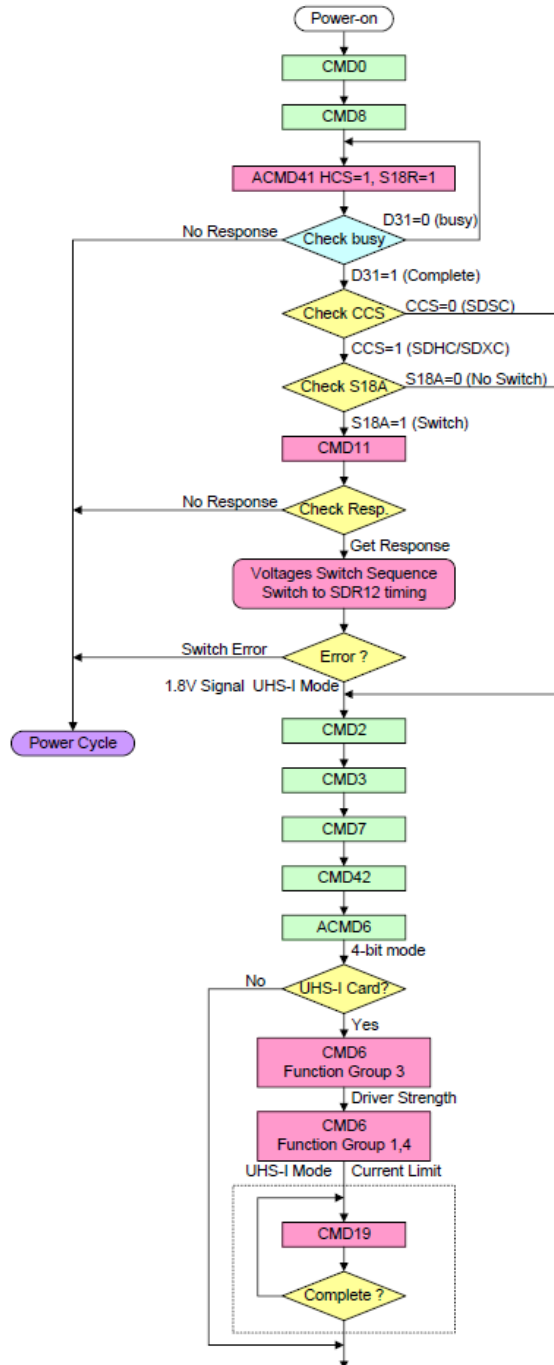 Power-on
CMD0
CMD8
ACMD41 HCS=1, S18R=1
D31=0 (busy)
No Response
Check busy
D31=1 (Complete)
Check CCS
CCS=0 (SDSC)
CCS=1 (SDHC/SDXC)
Check S18A
S18A=0 (No Switch)
S18A=1 (Switch)
CMD11
No Response
Check Resp.
Get Response
Voltages Switch Sequence
Switch to SDR12 timing
Switch Error
Error ?
1.8V Signal UHS-I Mode
Power Cycle
CMD2
CMD3
CMD7
CMD42
ACMD6
4-bit mode
No
UHS-I Card?
Yes
CMD6
Function Group 3
Driver Strength
CMD6
Function Group 1,4
UHS-I Mode
Current Limit
CMD19
Complete ?